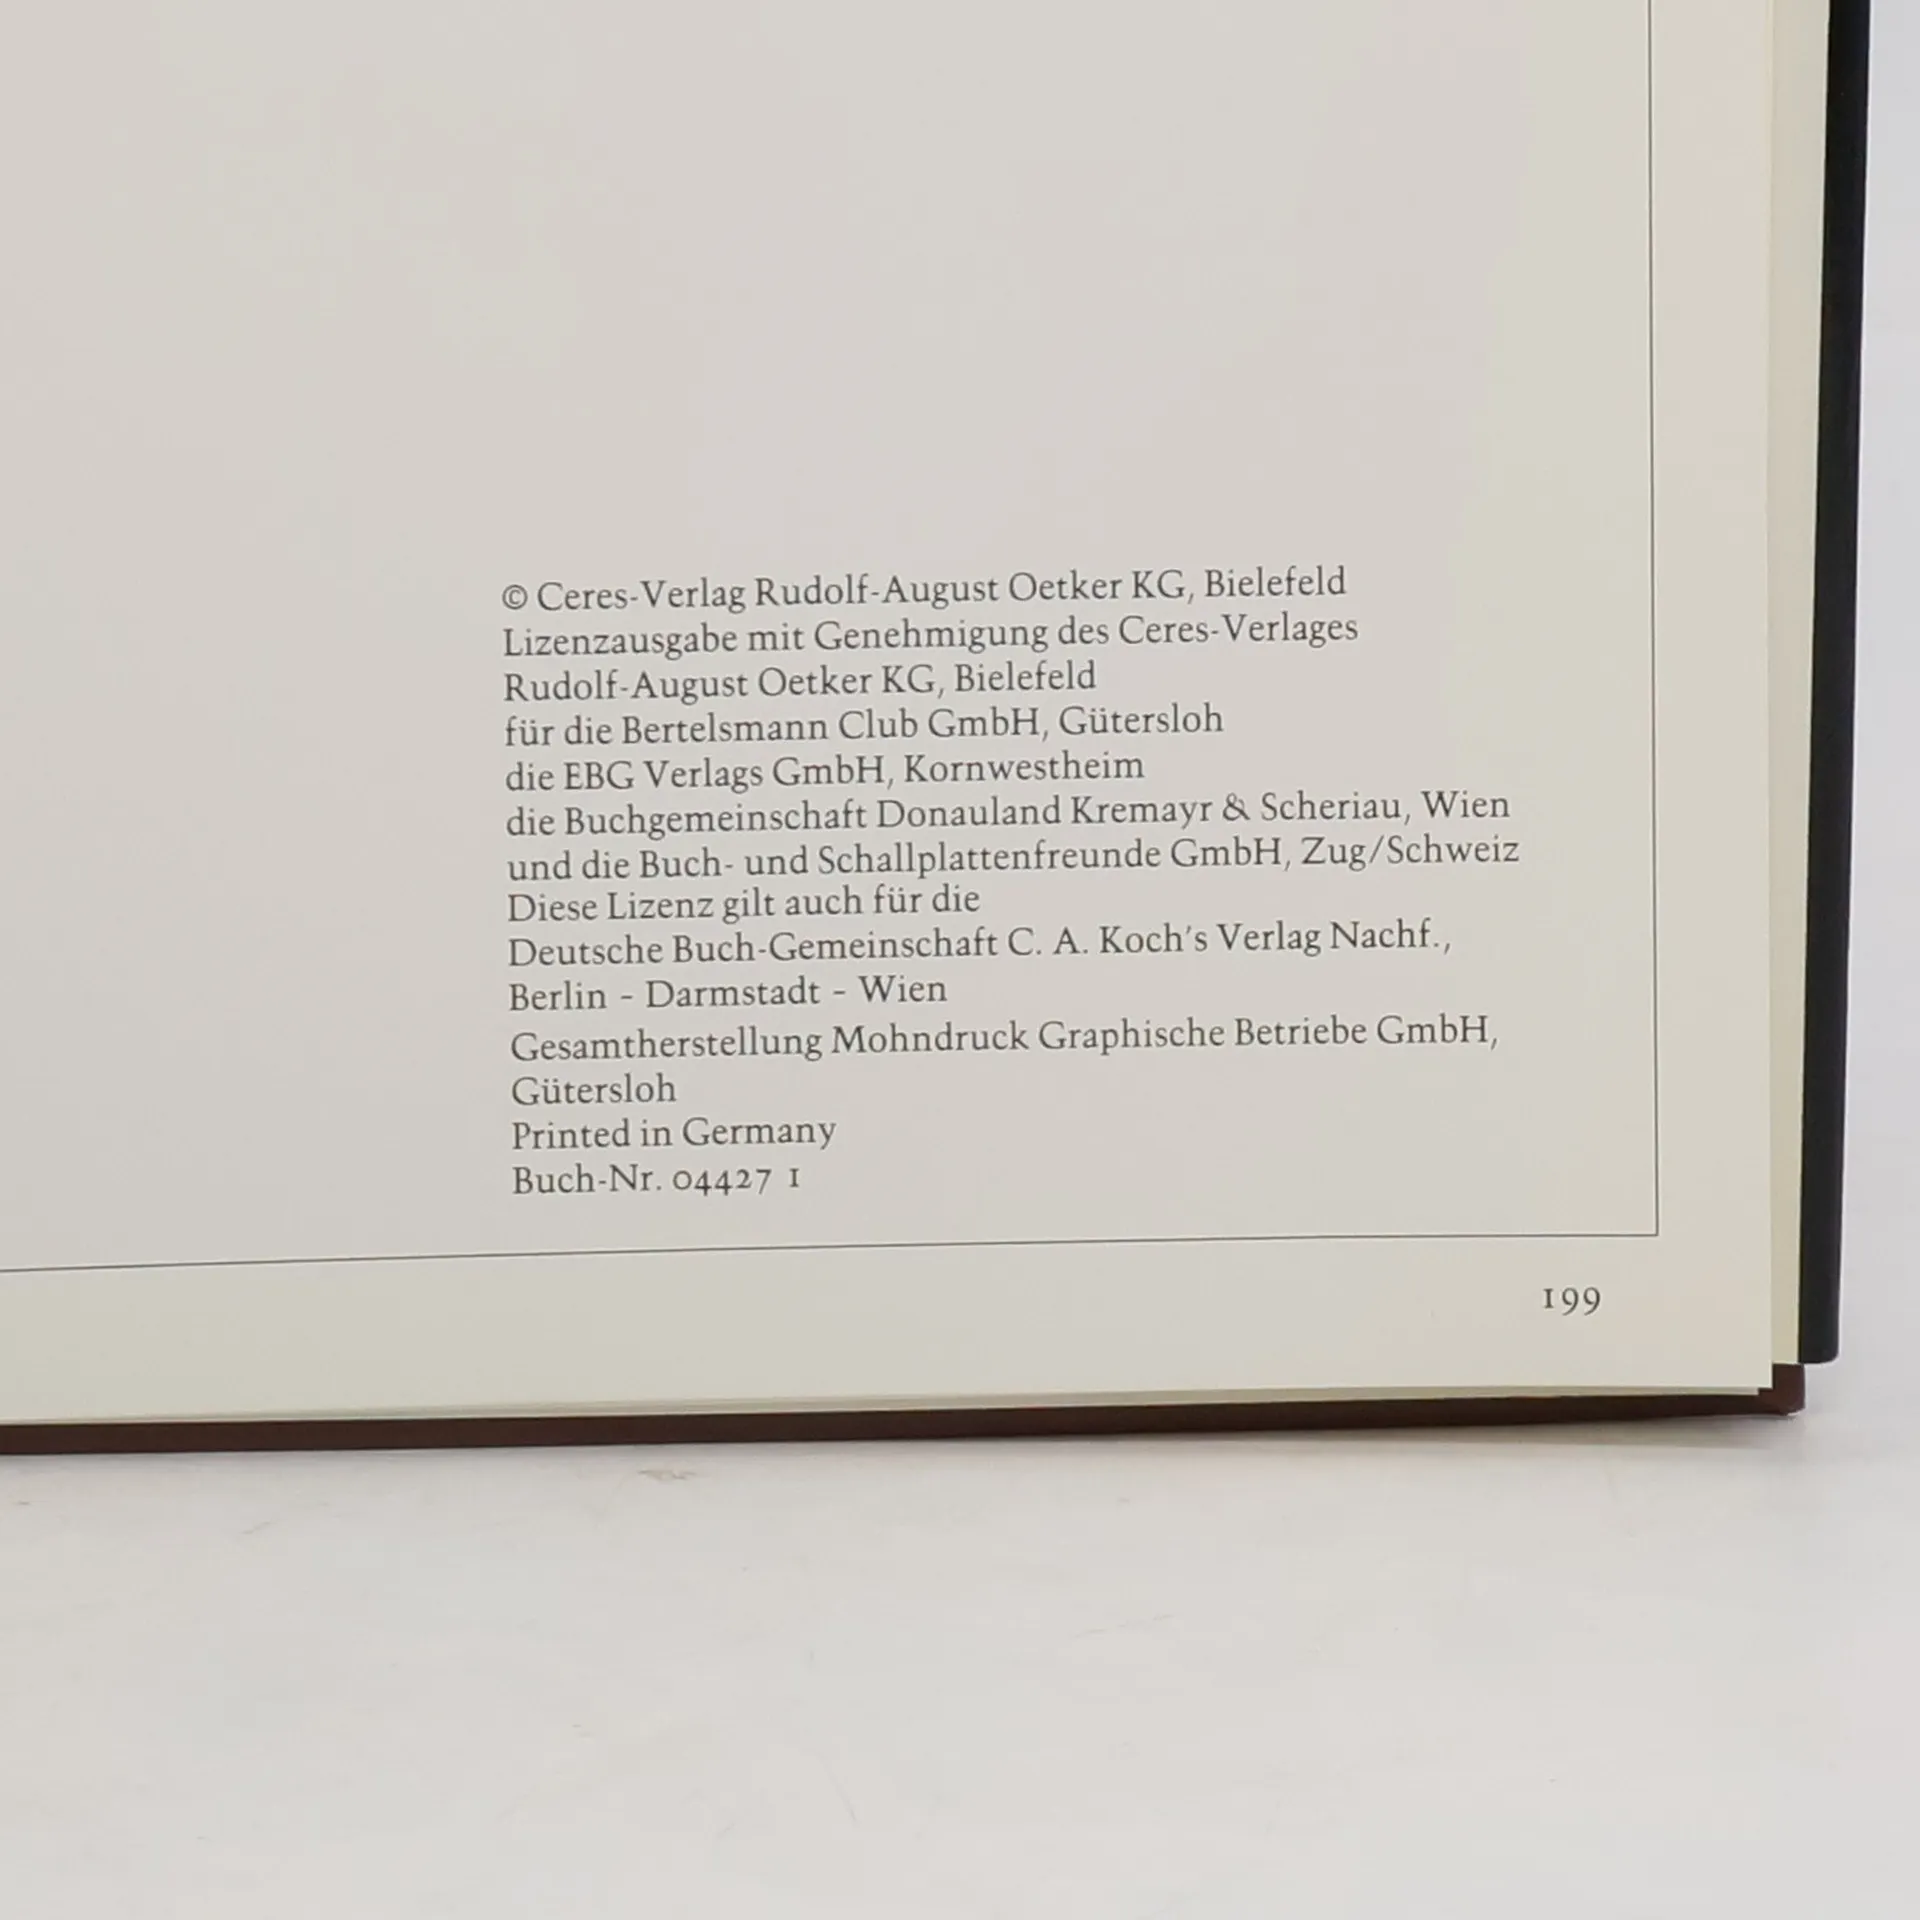 © Ceres-Verlag Rudolf-August Oetker KG, Bielefeld
Lizenzausgabe mit Genehmigung des Ceres-Verlages
Rudolf-August Oetker KG, Bielefeld
für die Bertelsmann Club GmbH, Gütersloh
die EBG Verlags GmbH, Kornwestheim
die Buchgemeinschaft Donauland Kremayr & Scheriau, Wien
und die Buch- und Schallplattenfreunde GmbH, Zug/Schweiz
Diese Lizenz gilt auch für die
Deutsche Buch-Gemeinschaft C. A. Koch's Verlag Nachf.,
Berlin - Darmstadt - Wien
Gesamtherstellung Mohndruck Graphische Betriebe GmbH,
Gütersloh
Printed in Germany
Buch-Nr. 04427 1
199